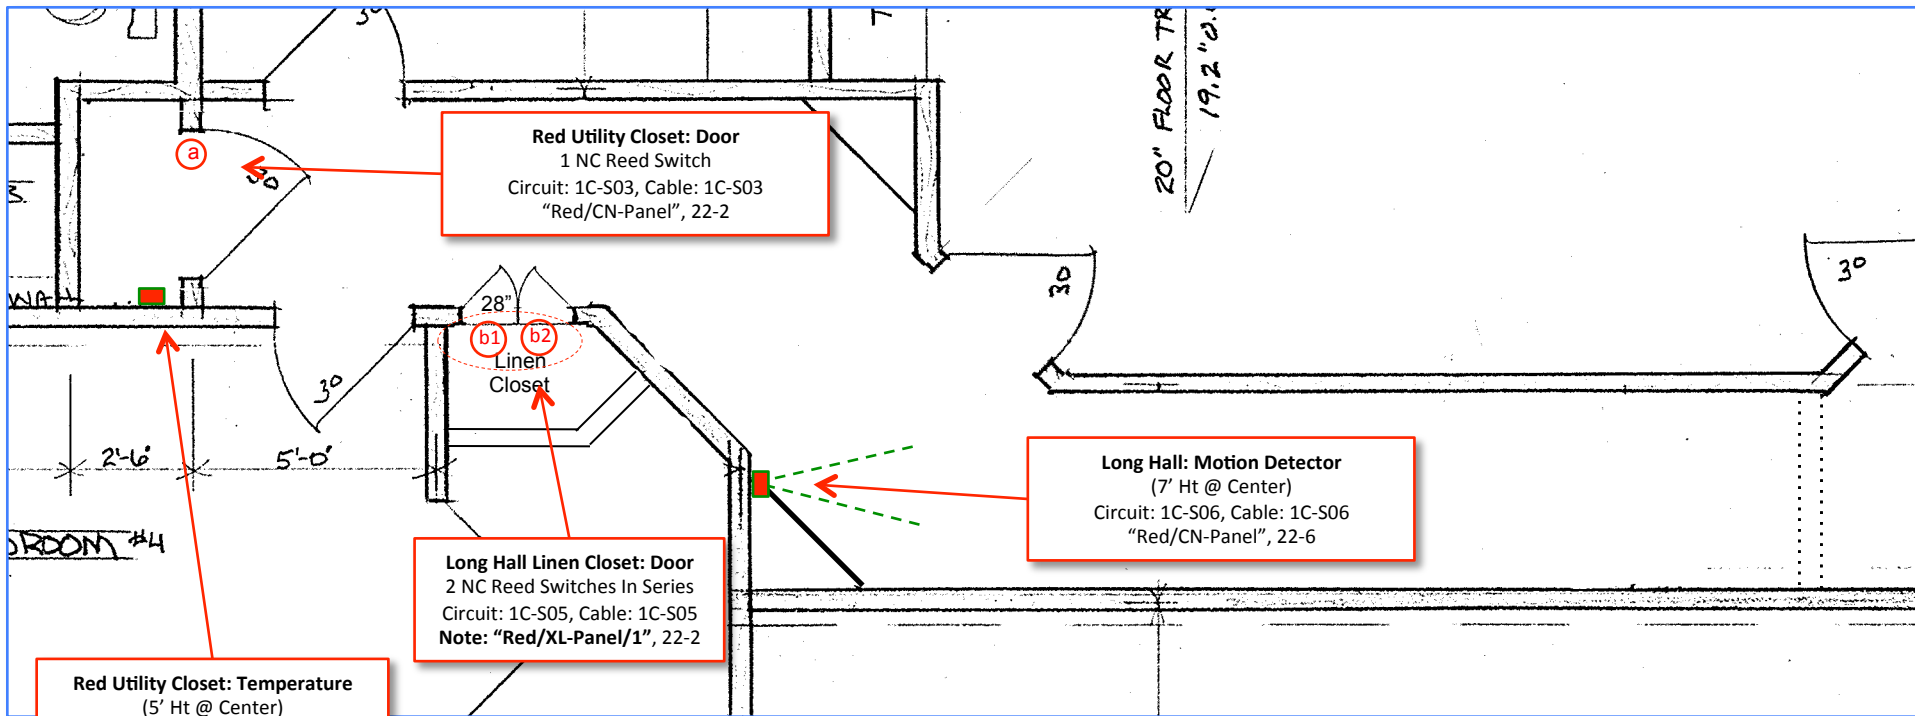 30
T
20" FLOOR TR
19.2"o.
Red Utility Closet: Door
1 NC Reed Switch
Circuit: 1C-S03, Cable: 1C-S03
“Red/CN-Panel”, 22-2
a
30
30
30
28"
b1 b2
Linen
Closet
30
2'-6"
5'-0"
Long Hall: Motion Detector
(7’ Ht @ Center)
Circuit: 1C-S06, Cable: 1C-S06
“Red/CN-Panel”, 22-6
DROOM #4
Long Hall Linen Closet: Door
2 NC Reed Switches In Series
Circuit: 1C-S05, Cable: 1C-S05
Note: “Red/XL-Panel/1”, 22-2
Red Utility Closet: Temperature
(5’ Ht @ Center)